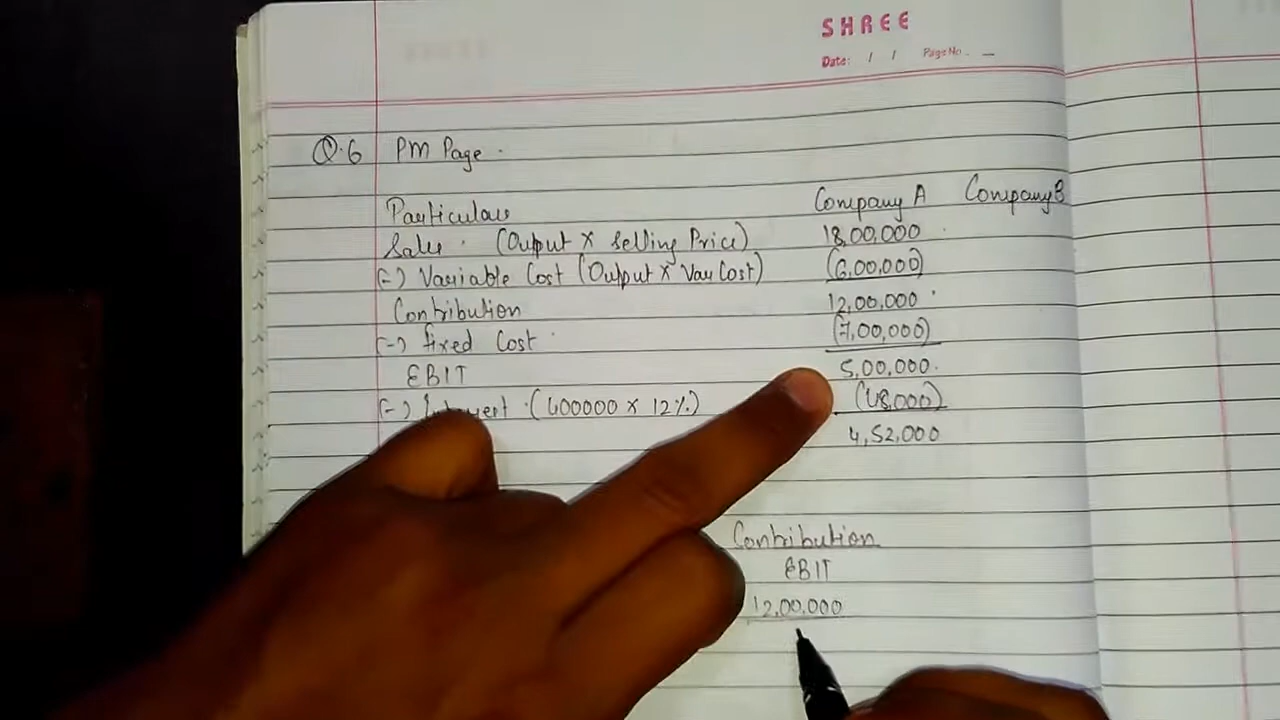 SHREE
Date: / / Page No. —
Q.6 PM Page.
Particulars Company A Company B
Sales. (Output X Selling Price) 18,00,000
(-) Variable Cost (Output X Var Cost) (6,00,000)
Contribution 12,00,000
(-) fixed Cost (7,00,000)
EBIT 5,00,000.
(-) Interest (400000 X 12%) (48,000)
4,52,000
Contribution
EBIT
12,00,000